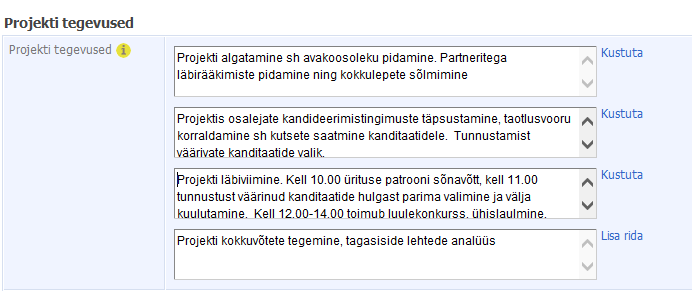 Projekti tegevused
Projekti tegevused
Projekti algatamine sh avakoosoleku pidamine. Partneritega
läbirääkimiste pidamine ning kokkulepete sõlmimine
Kustuta
Projektis osalejate kandideerimistingimuste täpsustamine, taotlusvooru
korraldamine sh kutsete saatmine kanditaatidele. Tunnustamist
väärivate kanditaatide valik.
Kustuta
Projekti läbiviimine. Kell 10.00 ürituse patrooni sõnavõtt, kell 11.00
tunnustust väärinud kanditaatide hulgast parima valimine ja välja
kuulutamine. Kell 12.00-14.00 toimub luulekonkurss, ühislaulmine.
Kustuta
Projekti kokkuvõtete tegemine, tagasiside lehtede analüüs
Lisa rida